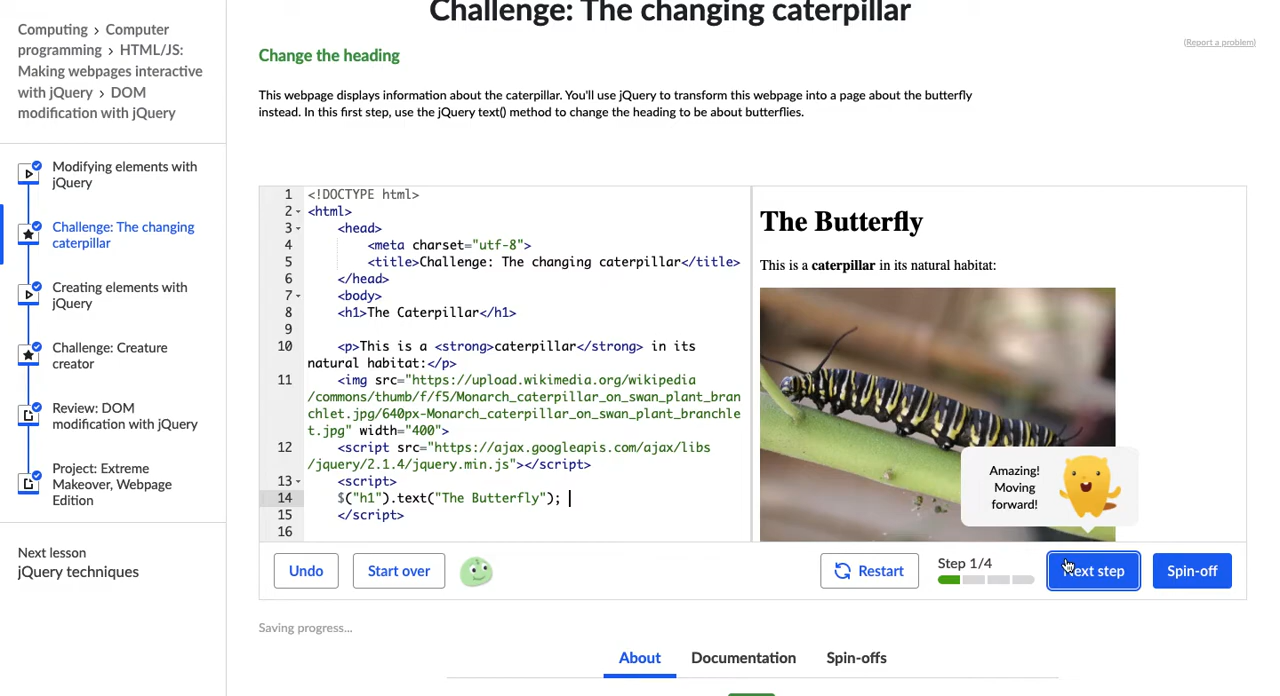 Computing › Computer
programming › HTML/JS:
Making webpages interactive
with jQuery › DOM
modification with jQuery
Modifying elements with
jQuery
Challenge: The changing
caterpillar
Creating elements with
jQuery
Challenge: Creature
creator
Review: DOM
modification with jQuery
Project: Extreme
Makeover, Webpage
Edition
Next lesson
jQuery techniques
Challenge: The changing caterpillar
(Report a problem)
Change the heading
This webpage displays information about the caterpillar. You'll use jQuery to transform this webpage into a page about the butterfly
instead. In this first step, use the jQuery text() method to change the heading to be about butterflies.
1 <!DOCTYPE html>
2 <html>
3 <head>
4 <meta charset="utf-8">
5 <title>Challenge: The changing caterpillar</title>
6 </head>
7 <body>
8 <h1>The Caterpillar</h1>
9
10 <p>This is a <strong>caterpillar</strong> in its
natural habitat:</p>
11 <img src="https://upload.wikimedia.org/wikipedia
/commons/thumb/f/f5/Monarch_caterpillar_on_swan_plant_bran
chlet.jpg/640px-Monarch_caterpillar_on_swan_plant_branchle
t.jpg" width="400">
12 <script src="https://ajax.googleapis.com/ajax/libs
/jquery/2.1.4/jquery.min.js"></script>
13 <script>
14 $("h1").text("The Butterfly");
15 </script>
16
The Butterfly
This is a caterpillar in its natural habitat:
Amazing!
Moving
forward!
Undo
Start over
Restart
Step 1/4
Next step
Spin-off
Saving progress...
About
Documentation
Spin-offs